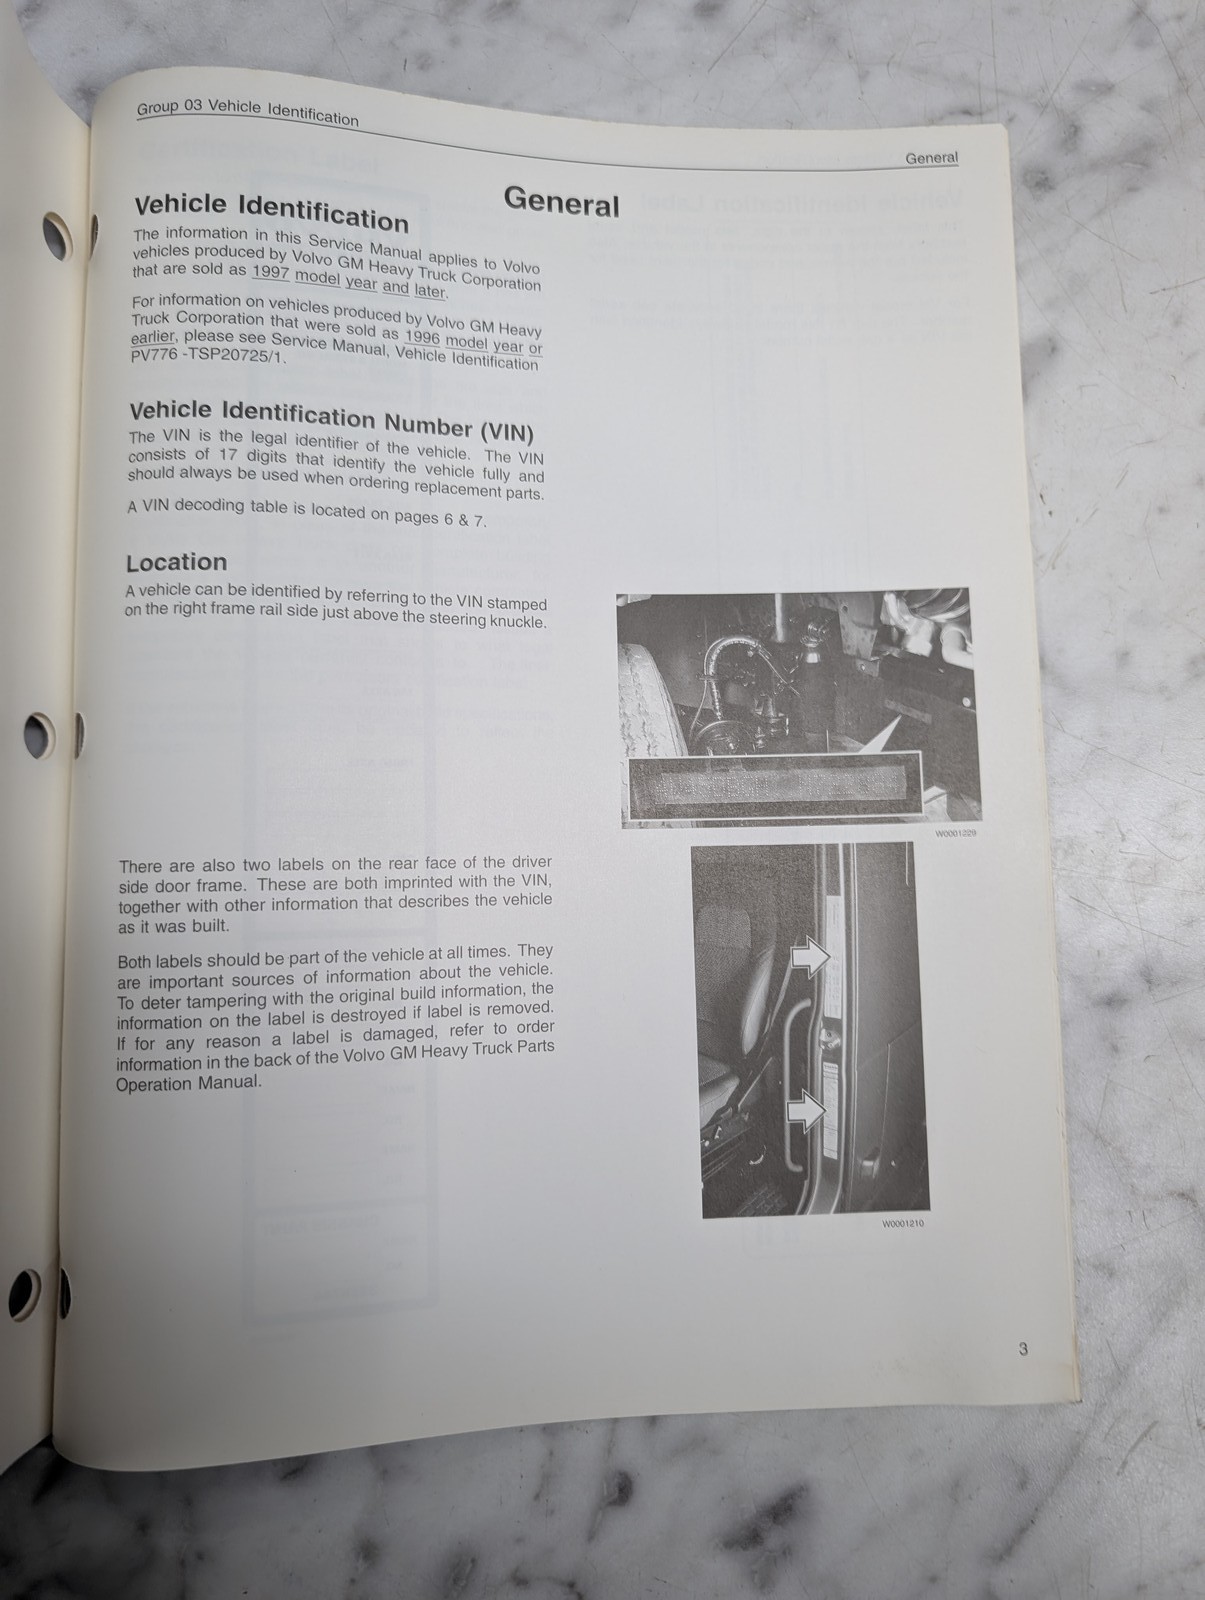 Group 03 Vehicle Identification
General
General
Vehicle Identification
The information in this Service Manual applies to Volvo
vehicles produced by Volvo GM Heavy Truck Corporation
that are sold as 1997 model year and later.
For information on vehicles produced by Volvo GM Heavy
Truck Corporation that were sold as 1996 model year or
earlier, please see Service Manual, Vehicle Identification
PV776 -TSP20725/1.
Vehicle Identification Number (VIN)
The VIN is the legal identifier of the vehicle. The VIN
consists of 17 digits that identify the vehicle fully and
should always be used when ordering replacement parts.
A VIN decoding table is located on pages 6 & 7.
Location
A vehicle can be identified by referring to the VIN stamped
on the right frame rail side just above the steering knuckle.
W0001229
There are also two labels on the rear face of the driver
side door frame. These are both imprinted with the VIN,
together with other information that describes the vehicle
as it was built.
Both labels should be part of the vehicle at all times. They
are important sources of information about the vehicle.
To deter tampering with the original build information, the
information on the label is destroyed if label is removed.
If for any reason a label is damaged, refer to order
information in the back of the Volvo GM Heavy Truck Parts
Operation Manual.
W0001210
3